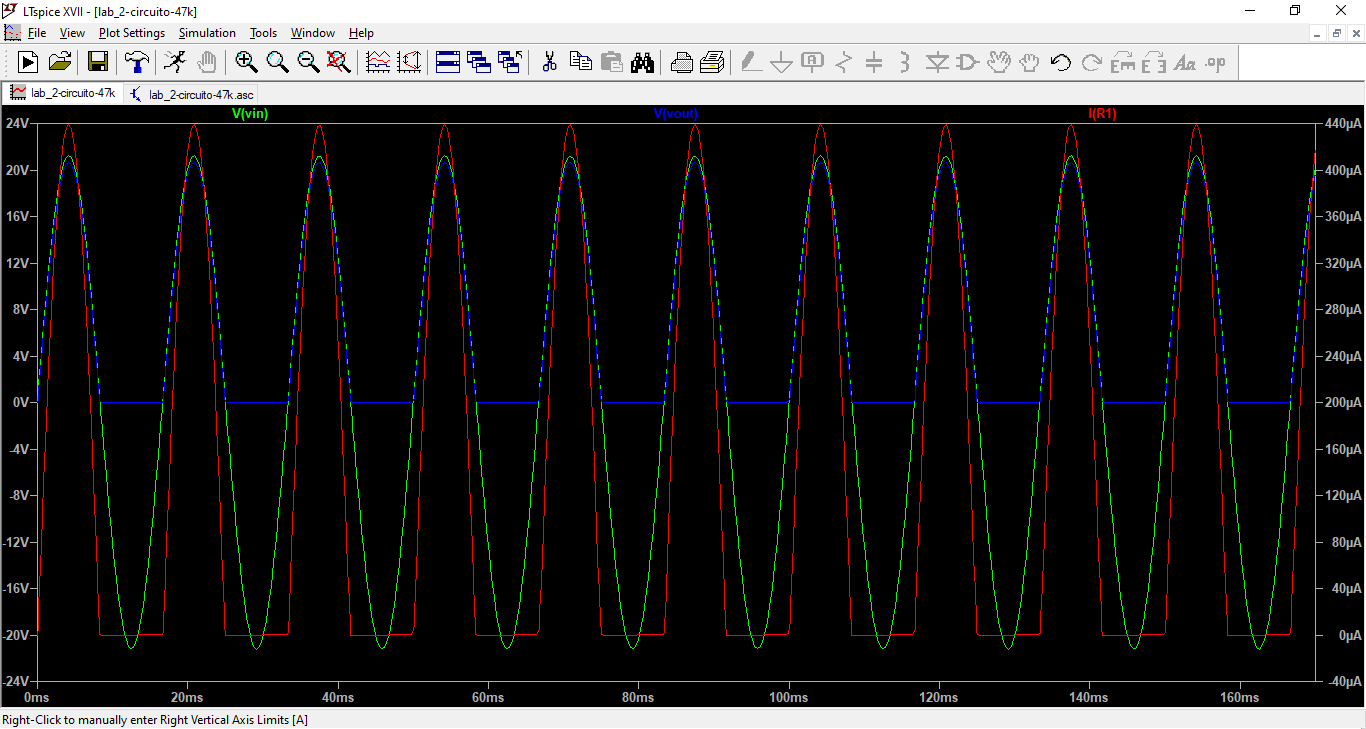 LTspice XVII - [lab_2-circuito-47k]
File View Plot Settings Simulation Tools Window Help
lab_2-circuito-47k lab_2-circuito-47k.asc
V(vin) V(vout) I(R1)
24V 440µA
20V 400µA
16V 360µA
12V 320µA
8V 280µA
4V 240µA
0V 200µA
-4V 160µA
-8V 120µA
-12V 80µA
-16V 40µA
-20V 0µA
-24V -40µA
0ms 20ms 40ms 60ms 80ms 100ms 120ms 140ms 160ms
Right-Click to manually enter Right Vertical Axis Limits [A]